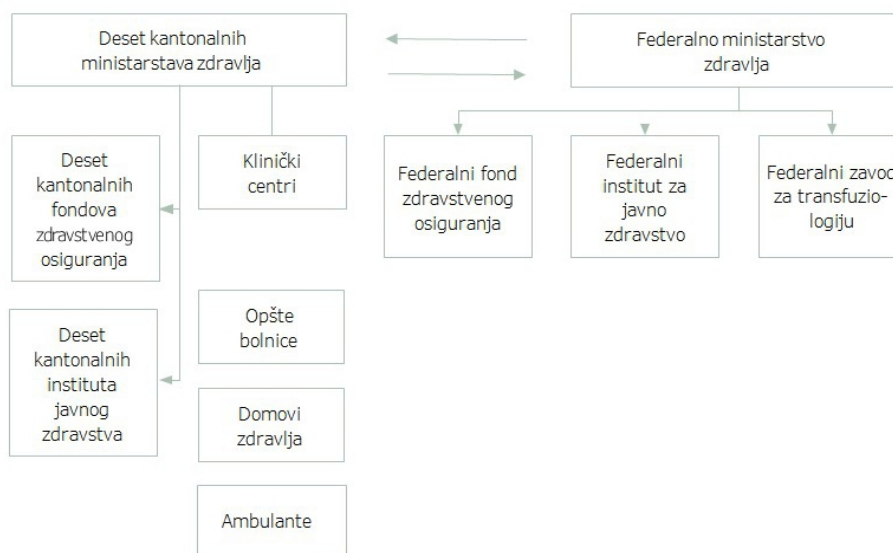 Deset kantonalnih
ministarstava zdravlja
Federalno ministarstvo
zdravlja
Deset
kantonalnih
fondova
zdravstvenog
osiguranja
Klinički
centri
Federalni fond
zdravstvenog
osiguranja
Federalni
institut za
javno
zdravstvo
Federalni zavod
za transfuzio-
logiju
Deset
kantonalnih
instituta
javnog
zdravstva
Opšte
bolnice
Domovi
zdravlja
Ambulante